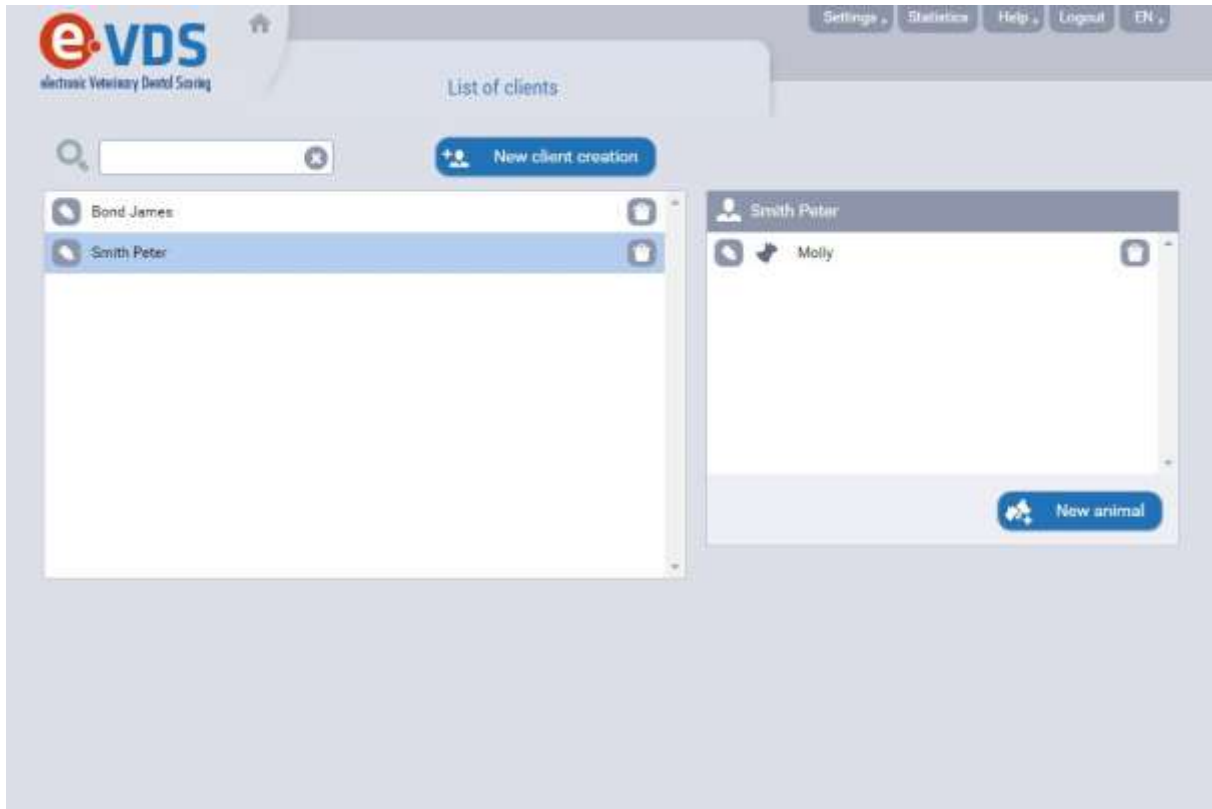 e·VDS
electronic Veterinary Dental Scoring
Settings
Statistics
Help
Logout
EN
List of clients
New client creation
Bond James
Smith Peter
Smith Peter
Molly
New animal